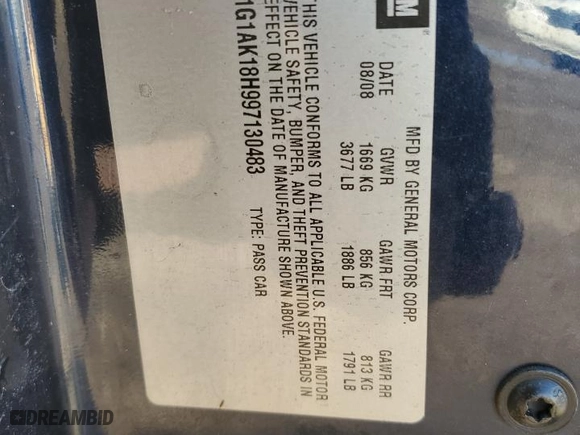 GM
®
MFD BY GENERAL MOTORS CORP.
DATE GVWR GAWR FRT GAWR RR
08/08 1669 KG 856 KG 813 KG
3677 LB 1886 LB 1791 LB
THIS VEHICLE CONFORMS TO ALL APPLICABLE U.S. FEDERAL MOTOR
VEHICLE SAFETY, BUMPER, AND THEFT PREVENTION STANDARDS IN
EFFECT ON THE DATE OF MANUFACTURE SHOWN ABOVE.
1G1AK18H997130483 TYPE: PASS CAR
DREAMBID